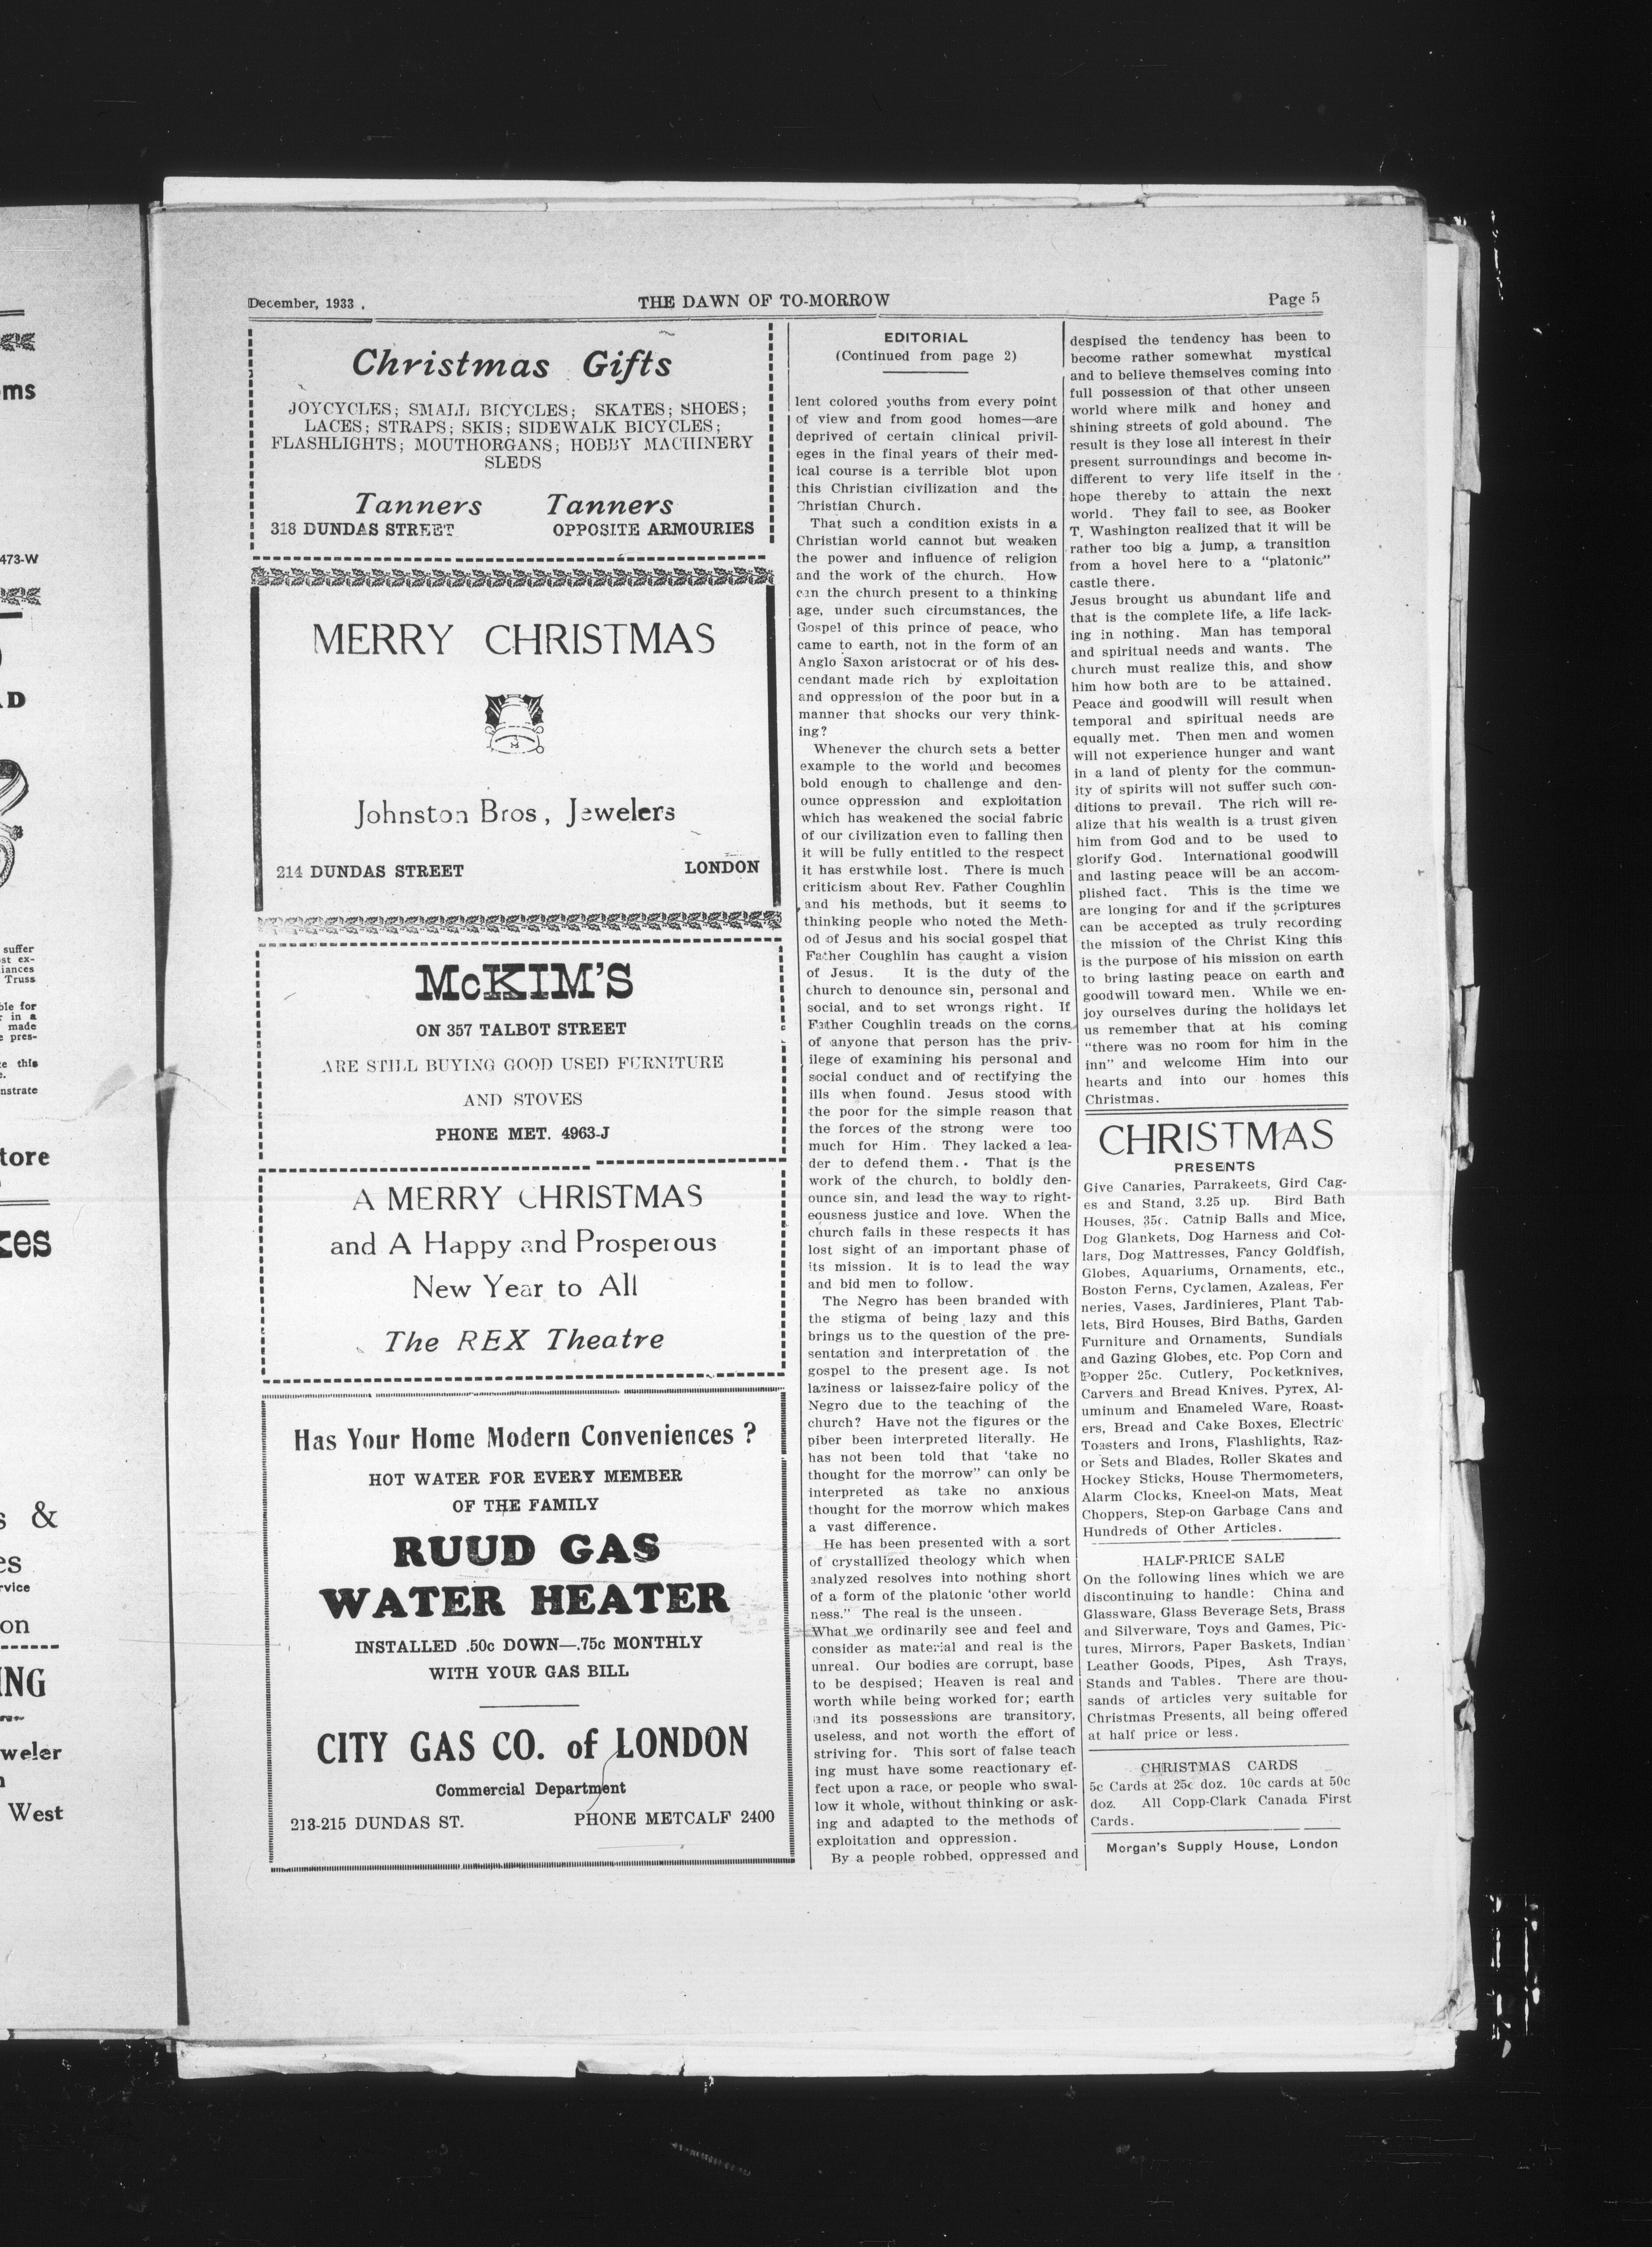 December, 1933 .
THE DAWN OF TO-MORROW
Page 5
Christmas Gifts
JOYCYCLES; SMALL BICYCLES; SKATES; SHOES;
LACES; STRAPS; SKIS; SIDEWALK BICYCLES;
FLASHLIGHTS; MOUTHORGANS; HOBBY MACHINERY
SLEDS
Tanners Tanners
318 DUNDAS STREET OPPOSITE ARMOURIES
MERRY CHRISTMAS
Johnston Bros, Jewelers
214 DUNDAS STREET LONDON
McKIM'S
ON 357 TALBOT STREET
ARE STILL BUYING GOOD USED FURNITURE
AND STOVES
PHONE MET. 4963-J
A MERRY CHRISTMAS
and A Happy and Prosperous
New Year to All
The REX Theatre
Has Your Home Modern Conveniences ?
HOT WATER FOR EVERY MEMBER
OF THE FAMILY
RUUD GAS
WATER HEATER
INSTALLED .50c DOWN—.75c MONTHLY
WITH YOUR GAS BILL
CITY GAS CO. of LONDON
Commercial Department
213-215 DUNDAS ST. PHONE METCALF 2400
EDITORIAL
(Continued from page 2)
lent colored youths from every point
of view and from good homes—are
deprived of certain clinical privil-
eges in the final years of their med-
ical course is a terrible blot upon
this Christian civilization and the
Christian Church.
That such a condition exists in a
Christian world cannot but weaken
the power and influence of religion
and the work of the church. How
can the church present to a thinking
age, under such circumstances, the
Gospel of this prince of peace, who
came to earth, not in the form of an
Anglo Saxon aristocrat or of his des-
cendant made rich by exploitation
and oppression of the poor but in a
manner that shocks our very think-
ing?
Whenever the church sets a better
example to the world and becomes
bold enough to challenge and den-
ounce oppression and exploitation
which has weakened the social fabric
of our civilization even to falling then
it will be fully entitled to the respect
it has erstwhile lost. There is much
criticism about Rev. Father Coughlin
and his methods, but it seems to
thinking people who noted the Meth-
od of Jesus and his social gospel that
Father Coughlin has caught a vision
of Jesus. It is the duty of the
church to denounce sin, personal and
social, and to set wrongs right. If
Father Coughlin treads on the corns
of anyone that person has the priv-
ilege of examining his personal and
social conduct and of rectifying the
ills when found. Jesus stood with
the poor for the simple reason that
the forces of the strong were too
much for Him. They lacked a lea-
der to defend them. That is the
work of the church, to boldly den-
ounce sin, and lead the way to right-
eousness justice and love. When the
church fails in these respects it has
lost sight of an important phase of
its mission. It is to lead the way
and bid men to follow.
The Negro has been branded with
the stigma of being lazy and this
brings us to the question of the pre-
sentation and interpretation of the
gospel to the present age. Is not
laziness or laissez-faire policy of the
Negro due to the teaching of the
church? Have not the figures or the
piber been interpreted literally. He
has not been told that 'take no
thought for the morrow" can only be
interpreted as take no anxious
thought for the morrow which makes
a vast difference.
He has been presented with a sort
of crystallized theology which when
analyzed resolves into nothing short
of a form of the platonic 'other world
ness." The real is the unseen.
What we ordinarily see and feel and
consider as material and real is the
unreal. Our bodies are corrupt, base
to be despised; Heaven is real and
worth while being worked for; earth
and its possessions are transitory,
useless, and not worth the effort of
striving for. This sort of false teach
ing must have some reactionary ef-
fect upon a race, or people who swal-
low it whole, without thinking or ask-
ing and adapted to the methods of
exploitation and oppression.
By a people robbed, oppressed and
despised the tendency has been to
become rather somewhat mystical
and to believe themselves coming into
full possession of that other unseen
world where milk and honey and
shining streets of gold abound. The
result is they lose all interest in their
present surroundings and become in-
different to very life itself in the
hope thereby to attain the next
world. They fail to see, as Booker
T. Washington realized that it will be
rather too big a jump, a transition
from a hovel here to a "platonic"
castle there.
Jesus brought us abundant life and
that is the complete life, a life lack-
ing in nothing. Man has temporal
and spiritual needs and wants. The
church must realize this, and show
him how both are to be attained.
Peace and goodwill will result when
temporal and spiritual needs are
equally met. Then men and women
will not experience hunger and want
in a land of plenty for the commun-
ity of spirits will not suffer such con-
ditions to prevail. The rich will re-
alize that his wealth is a trust given
him from God and to be used to
glorify God. International goodwill
and lasting peace will be an accom-
plished fact. This is the time we
are longing for and if the scriptures
can be accepted as truly recording
the mission of the Christ King this
is the purpose of his mission on earth
to bring lasting peace on earth and
goodwill toward men. While we en-
joy ourselves during the holidays let
us remember that at his coming
"there was no room for him in the
inn" and welcome Him into our
hearts and into our homes this
Christmas.
CHRISTMAS
PRESENTS
Give Canaries, Parrakeets, Gird Cag-
es and Stand, 3.25 up. Bird Bath
Houses, 35c. Catnip Balls and Mice,
Dog Glankets, Dog Harness and Col-
lars, Dog Mattresses, Fancy Goldfish,
Globes, Aquariums, Ornaments, etc.,
Boston Ferns, Cyclamen, Azaleas, Fer
neries, Vases, Jardinieres, Plant Tab-
lets, Bird Houses, Bird Baths, Garden
Furniture and Ornaments, Sundials
and Gazing Globes, etc. Pop Corn and
Popper 25c. Cutlery, Pocketknives,
Carvers and Bread Knives, Pyrex, Al-
uminum and Enameled Ware, Roast-
ers, Bread and Cake Boxes, Electric
Toasters and Irons, Flashlights, Raz-
or Sets and Blades, Roller Skates and
Hockey Sticks, House Thermometers,
Alarm Clocks, Kneel-on Mats, Meat
Choppers, Step-on Garbage Cans and
Hundreds of Other Articles.
HALF-PRICE SALE
On the following lines which we are
discontinuing to handle: China and
Glassware, Glass Beverage Sets, Brass
and Silverware, Toys and Games, Pic-
tures, Mirrors, Paper Baskets, Indian
Leather Goods, Pipes, Ash Trays,
Stands and Tables. There are thou-
sands of articles very suitable for
Christmas Presents, all being offered
at half price or less.
CHRISTMAS CARDS
5c Cards at 25c doz. 10c cards at 50c
doz. All Copp-Clark Canada First
Cards.
Morgan's Supply House, London
473-W
suffer
Truss
made
nstrate
tore
&
weler
West